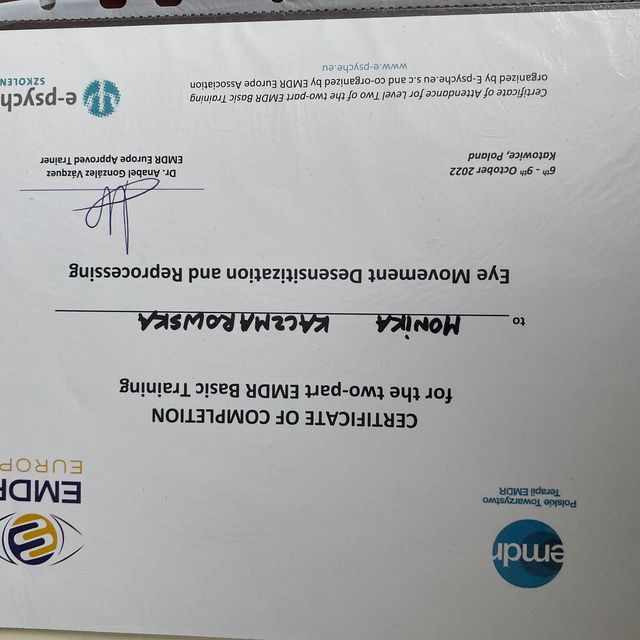 emdr
Polskie Towarzystwo
Terapii EMDR
EMDR
EUROP
CERTIFICATE OF COMPLETION
for the two-part EMDR Basic Training
to MONIKA KACZMAROWSKA
Eye Movement Desensitization and Reprocessing
6th - 9th October 2022
Katowice, Poland
Dr. Anabel González Vázquez
EMDR Europe Approved Trainer
Certificate of Attendance for Level Two of the two-part EMDR Basic Training
organized by E-psyche.eu s.c. and co-organized by EMDR Europe Association
www.e-psyche.eu
e-psych
SZKOLEN